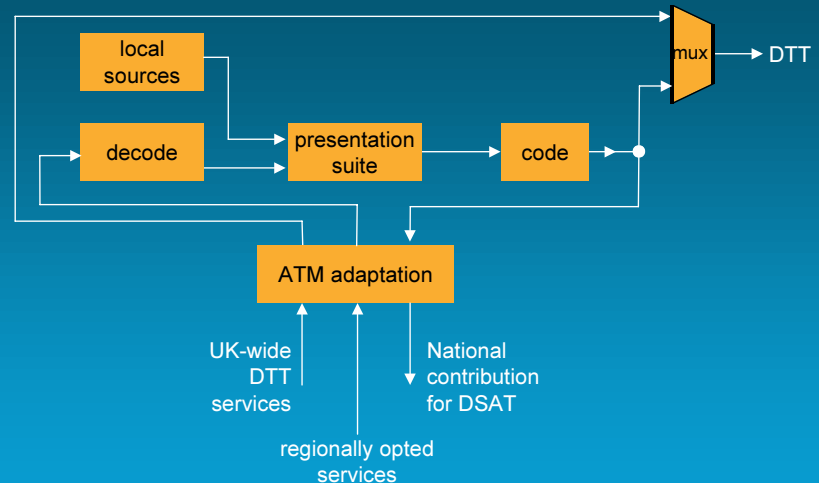 local
sources
mux
DTT
decode
presentation
suite
code
ATM adaptation
UK-wide
DTT
services
National
contribution
for DSAT
regionally opted
services